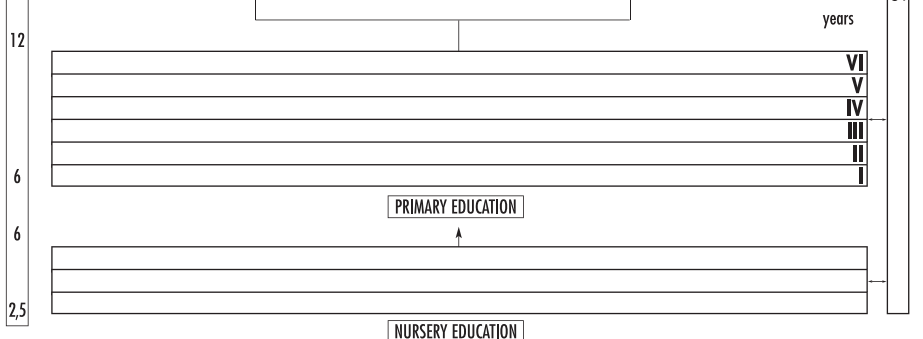 years
12
VI
V
IV
III
II
6 I
PRIMARY EDUCATION
6
2,5
NURSERY EDUCATION